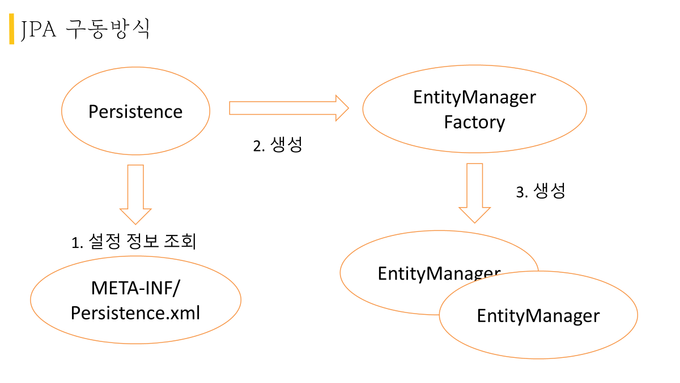 JPA 구동방식
Persistence
EntityManager
Factory
2. 생성
3. 생성
1. 설정 정보 조회
META-INF/
Persistence.xml
EntityManager
EntityManager